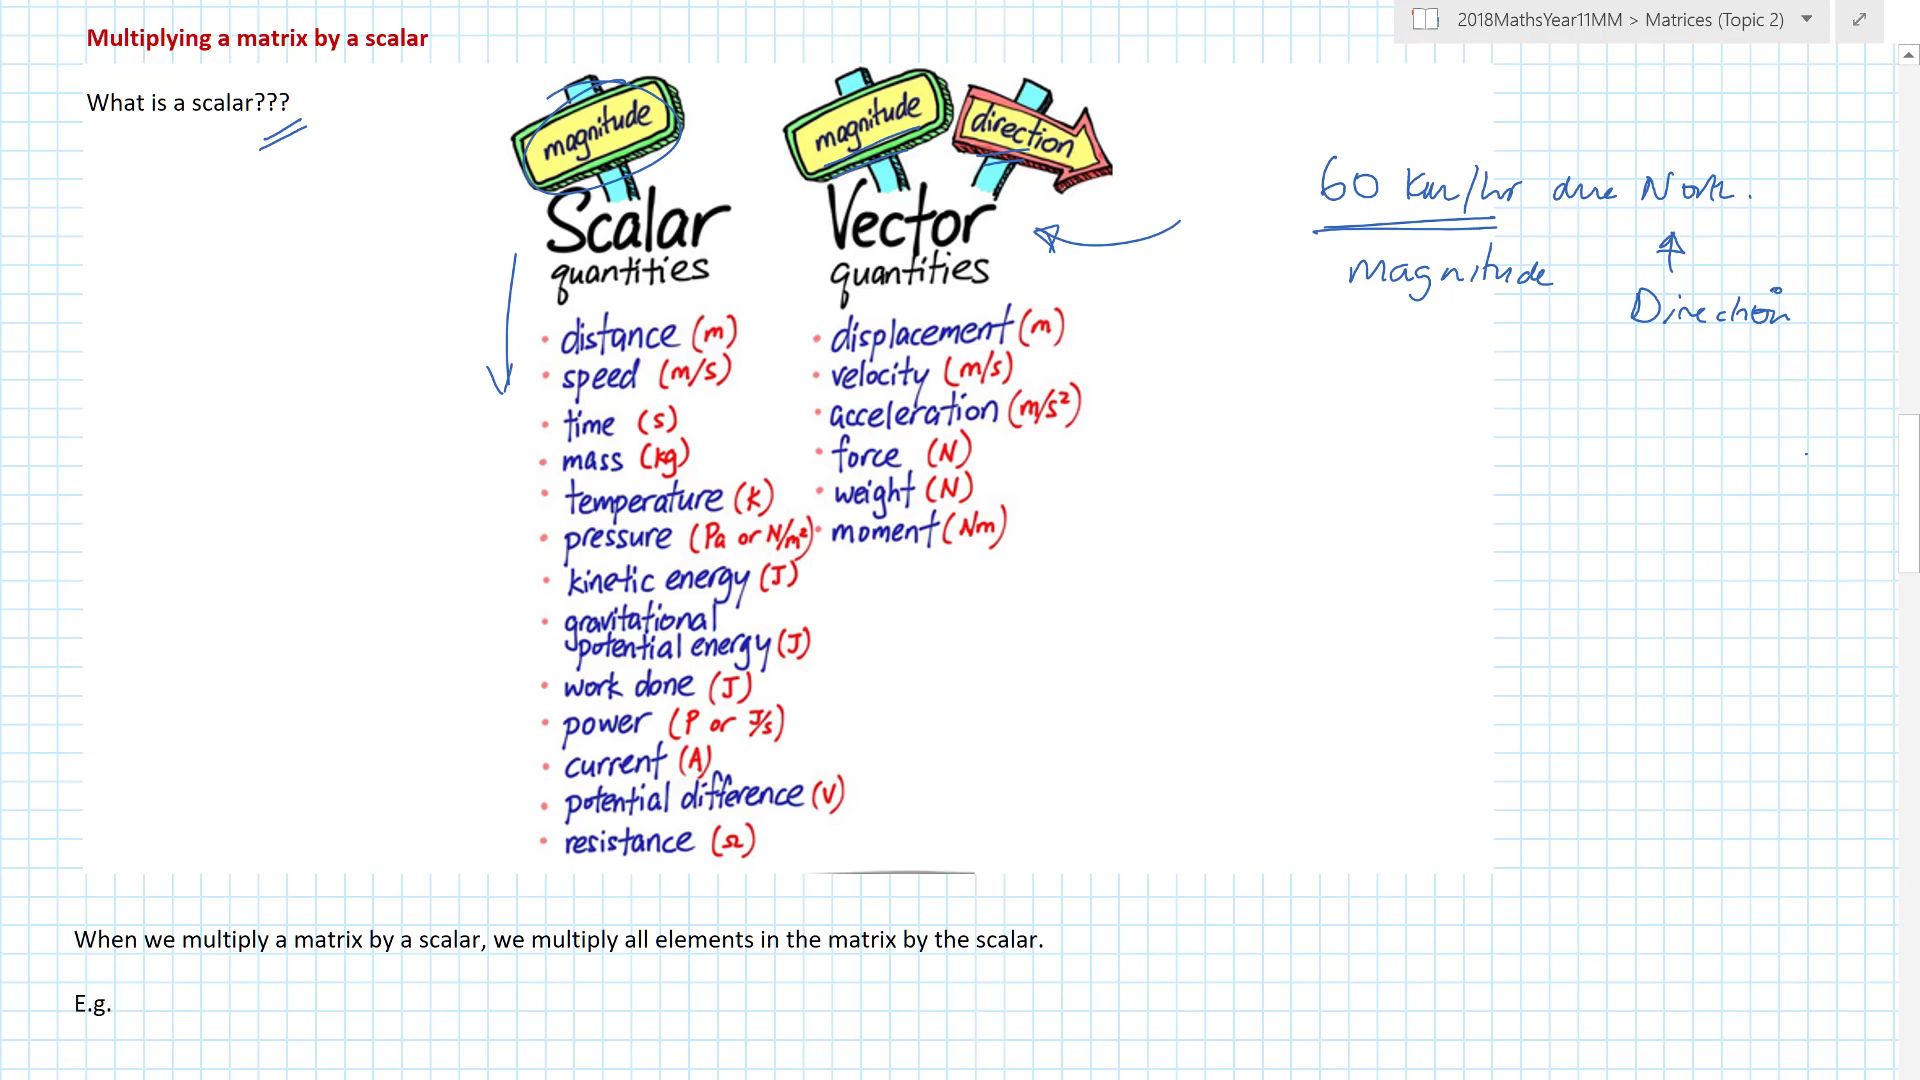 Multiplying a matrix by a scalar
2018MathsYear11MM > Matrices (Topic 2)
What is a scalar???
magnitude
magnitude
direction
Scalar
quantities
• distance (m)
• speed (m/s)
• time (s)
• mass (kg)
• temperature (K)
• pressure (Pa or N/m²)
• kinetic energy (J)
• gravitational
potential energy (J)
• work done (J)
• power (P or J/s)
• current (A)
• potential difference (V)
• resistance (Ω)
Vector
quantities
• displacement (m)
• velocity (m/s)
• acceleration (m/s²)
• force (N)
• weight (N)
• moment (Nm)
60 km/hr due North.
magnitude
Direction
When we multiply a matrix by a scalar, we multiply all elements in the matrix by the scalar.
E.g.